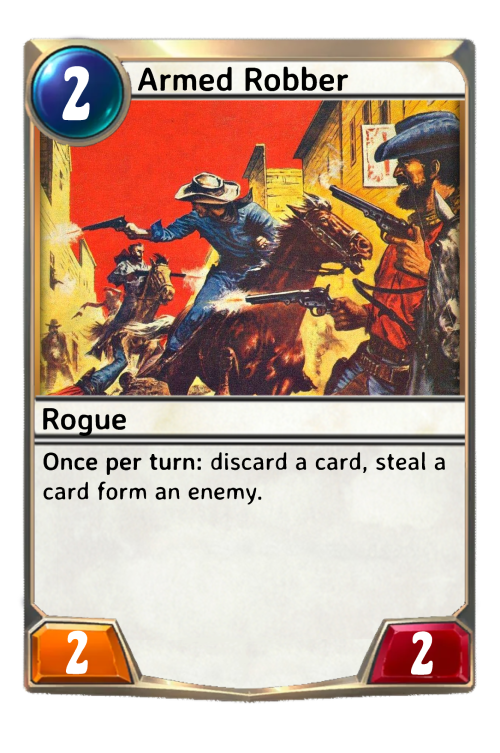 2
Armed Robber
Rogue
Once per turn: discard a card, steal a
card form an enemy.
2
2